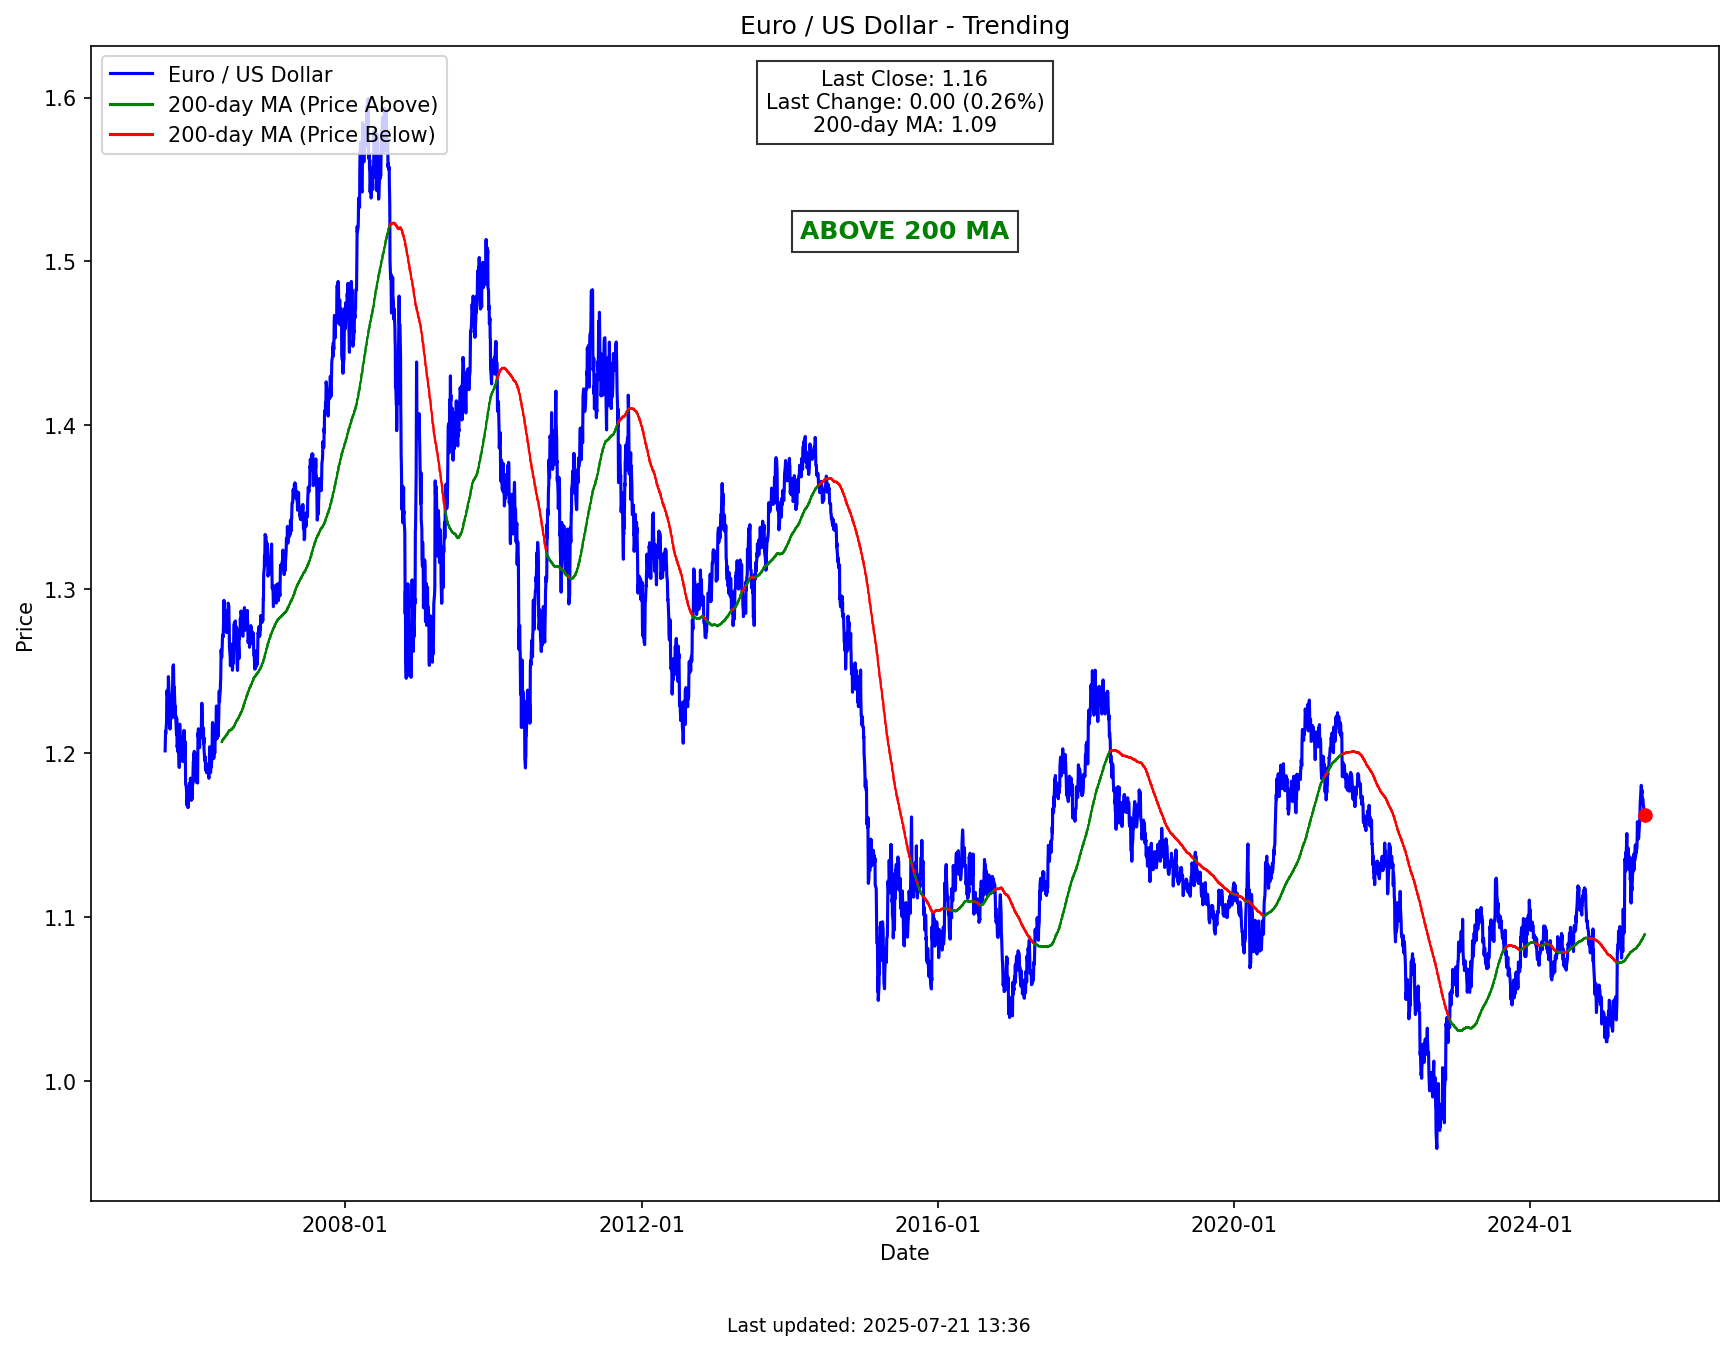 Euro / US Dollar - Trending
Euro / US Dollar
200-day MA (Price Above)
200-day MA (Price Below)
Last Close: 1.16
Last Change: 0.00 (0.26%)
200-day MA: 1.09
ABOVE 200 MA
Price
1.6
1.5
1.4
1.3
1.2
1.1
1.0
2008-01
2012-01
2016-01
2020-01
2024-01
Date
Last updated: 2025-07-21 13:36